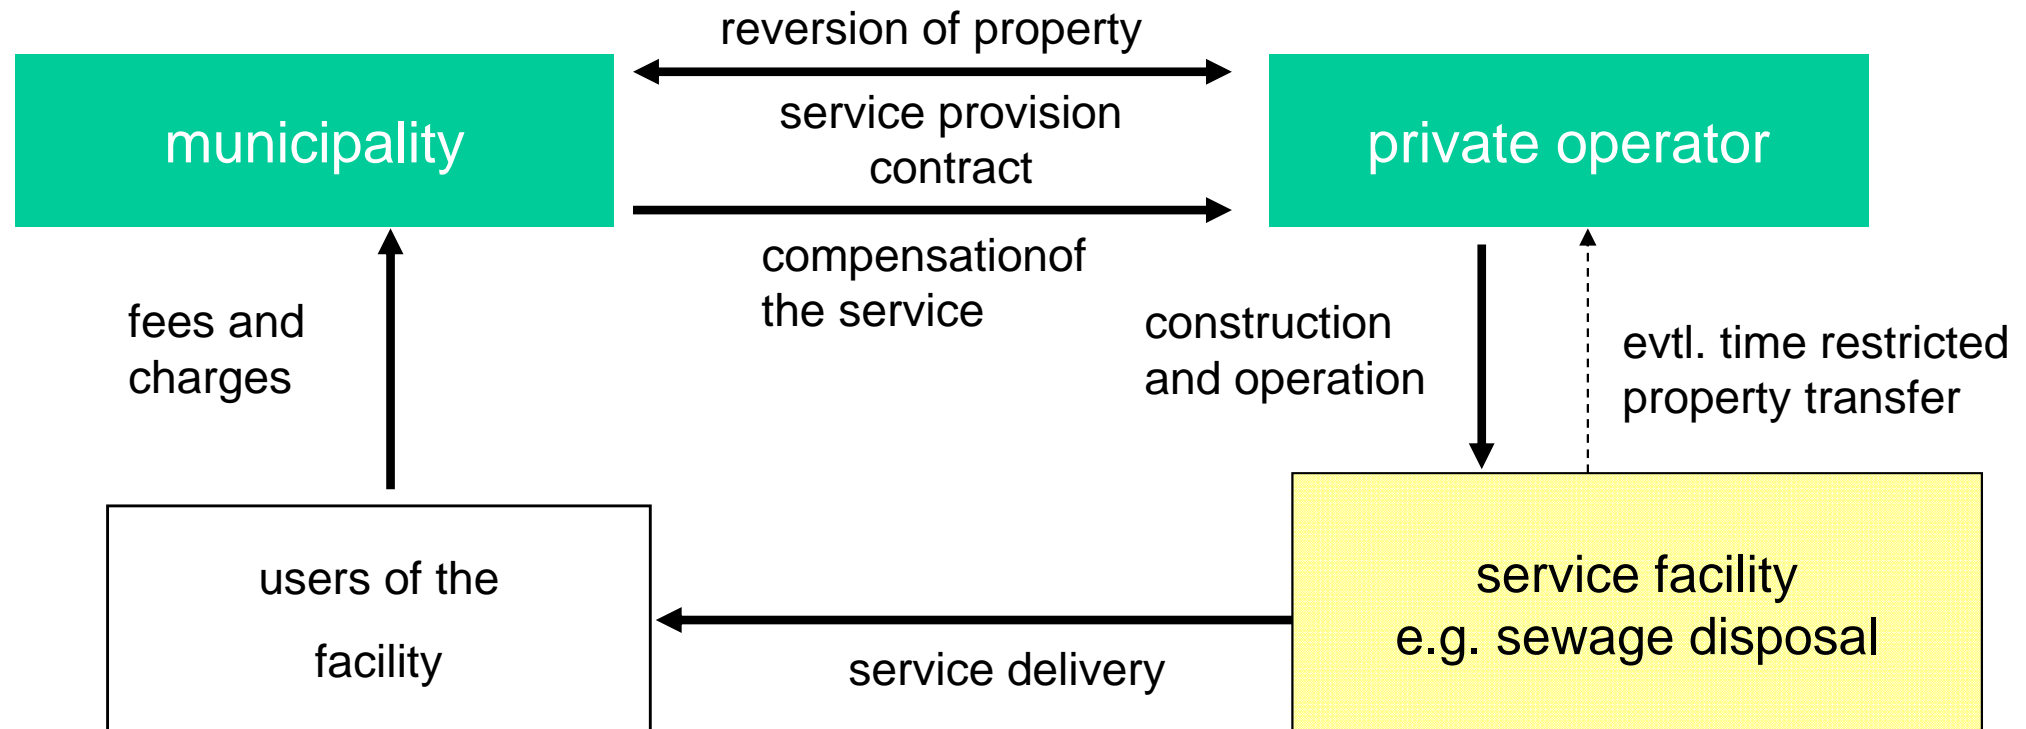 reversion of property
municipality
service provision
contract
private operator
compensationof
the service
fees and
charges
construction
and operation
evtl. time restricted
property transfer
users of the
facility
service facility
e.g. sewage disposal
service delivery